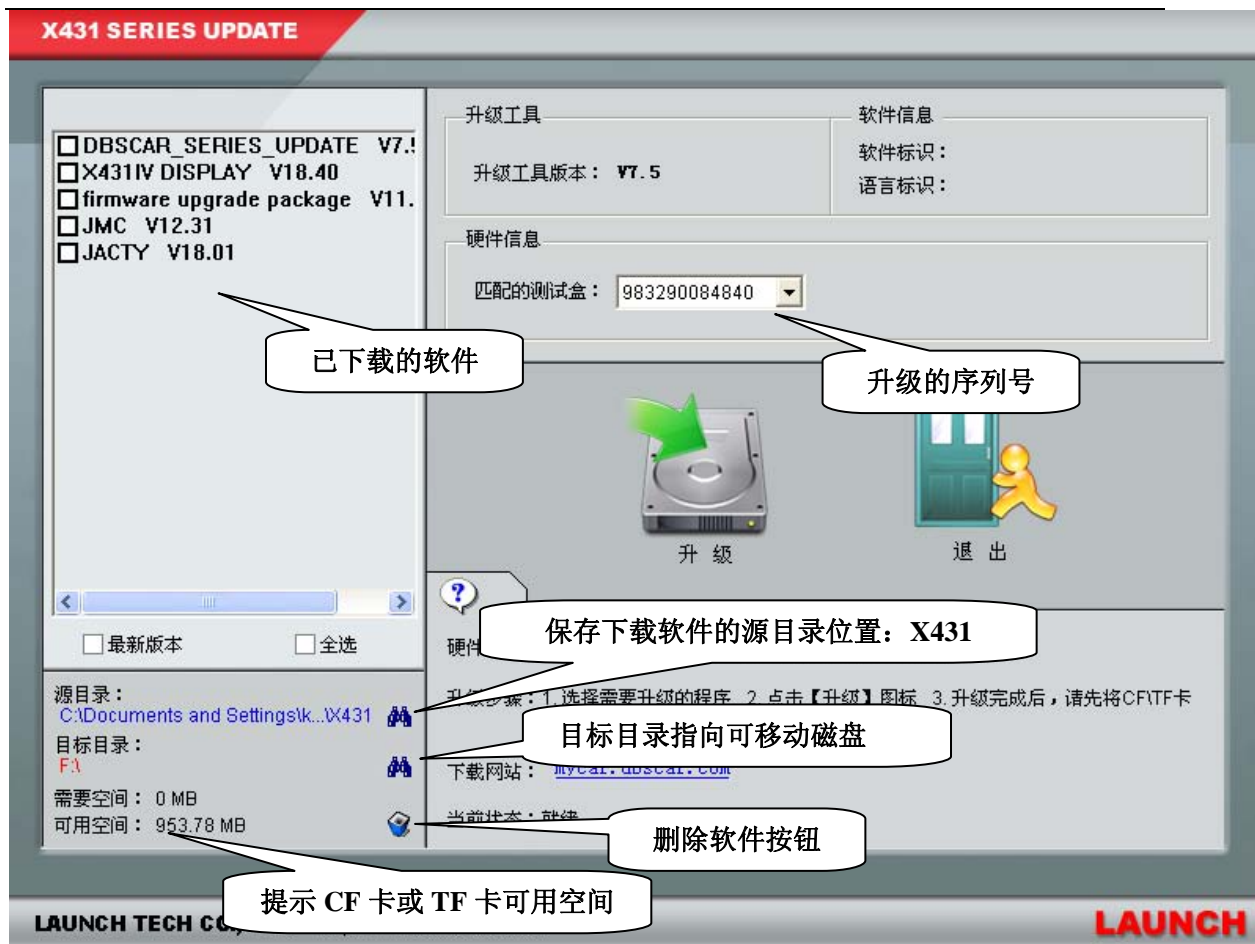 X431 SERIES UPDATE
DBSCAR_SERIES_UPDATE V7.5
X431IV DISPLAY V18.40
firmware upgrade package V11.
JMC V12.31
JACTY V18.01
已下载的软件
最新版本 全选
源目录：
C:\Documents and Settings\k...\X431
目标目录：
F:\
需要空间： 0 MB
可用空间： 953.78 MB
升级工具
升级工具版本： V7.5
软件信息
软件标识：
语言标识：
硬件信息
匹配的测试盒： 983290084840
升级的序列号
升 级
退 出
?
保存下载软件的源目录位置：X431
硬件
升级步骤：1.选择需要升级的程序 2.点击【升级】图标 3.升级完成后，请先将CF\TF卡
目标目录指向可移动磁盘
下载网站： mycar.dbscar.com
当前状态：就绪
删除软件按钮
提示 CF 卡或 TF 卡可用空间
LAUNCH TECH CO.,
LAUNCH